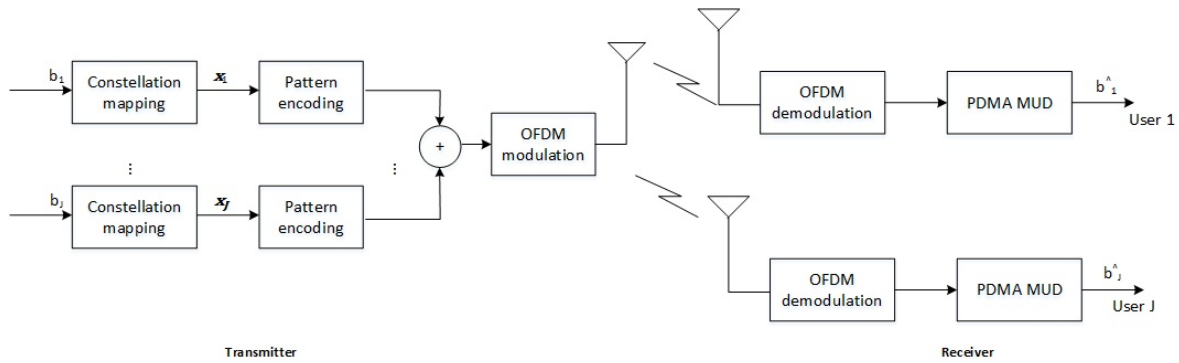 b1
Constellation mapping
x1
Pattern encoding
+
OFDM modulation
OFDM demodulation
PDMA MUD
b^1
User 1
...
...
bJ
Constellation mapping
xJ
Pattern encoding
OFDM demodulation
PDMA MUD
b^J
User J
Transmitter
Receiver